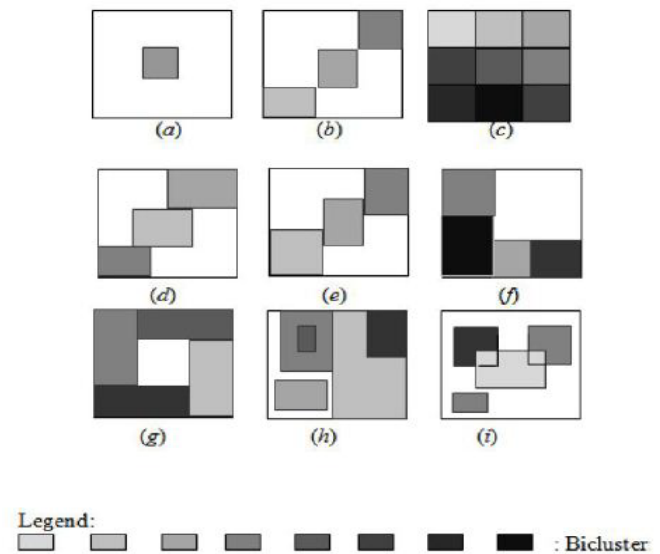 (a) (b) (c)
(d) (e) (f)
(g) (h) (i)
Legend:
: Bicluster